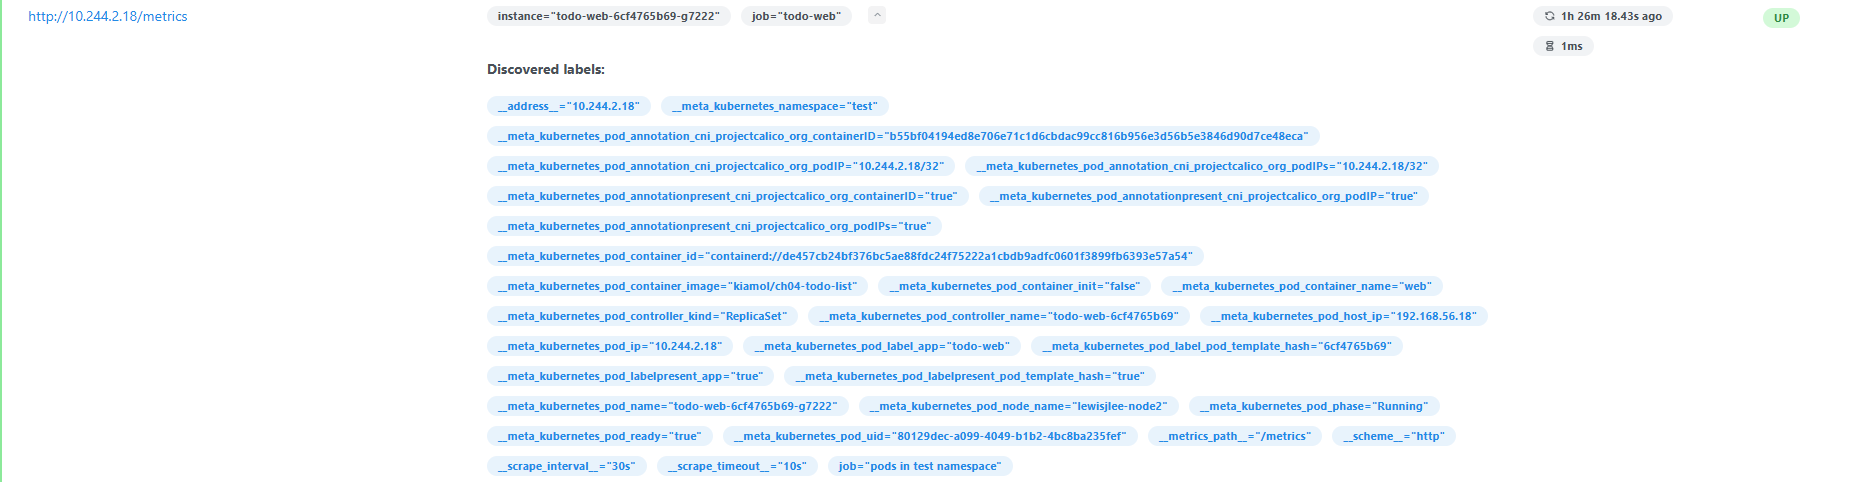 http://10.244.2.18/metrics instance="todo-web-6cf4765b69-g7222" job="todo-web" 1h 26m 18.43s ago UP
1ms
Discovered labels:
__address__="10.244.2.18" __meta_kubernetes_namespace="test"
__meta_kubernetes_pod_annotation_cni_projectcalico_org_containerID="b55bf04194ed8e706e71c1d6cbdac99cc816b956e3d56b5e3846d90d7ce48eca"
__meta_kubernetes_pod_annotation_cni_projectcalico_org_podIP="10.244.2.18/32" __meta_kubernetes_pod_annotation_cni_projectcalico_org_podIPs="10.244.2.18/32"
__meta_kubernetes_pod_annotationpresent_cni_projectcalico_org_containerID="true" __meta_kubernetes_pod_annotationpresent_cni_projectcalico_org_podIP="true"
__meta_kubernetes_pod_annotationpresent_cni_projectcalico_org_podIPs="true"
__meta_kubernetes_pod_container_id="containerd://de457cb24bf376bc5ae88fdc24f75222a1cbdb9adfc0601f3899fb6393e57a54"
__meta_kubernetes_pod_container_image="kiamol/ch04-todo-list" __meta_kubernetes_pod_container_init="false" __meta_kubernetes_pod_container_name="web"
__meta_kubernetes_pod_controller_kind="ReplicaSet" __meta_kubernetes_pod_controller_name="todo-web-6cf4765b69" __meta_kubernetes_pod_host_ip="192.168.56.18"
__meta_kubernetes_pod_ip="10.244.2.18" __meta_kubernetes_pod_label_app="todo-web" __meta_kubernetes_pod_label_pod_template_hash="6cf4765b69"
__meta_kubernetes_pod_labelpresent_app="true" __meta_kubernetes_pod_labelpresent_pod_template_hash="true"
__meta_kubernetes_pod_name="todo-web-6cf4765b69-g7222" __meta_kubernetes_pod_node_name="lewisjlee-node2" __meta_kubernetes_pod_phase="Running"
__meta_kubernetes_pod_ready="true" __meta_kubernetes_pod_uid="80129dec-a099-4049-b1b2-4bc8ba235fef" __metrics_path__="/metrics" __scheme__="http"
__scrape_interval__="30s" __scrape_timeout__="10s" job="pods in test namespace"